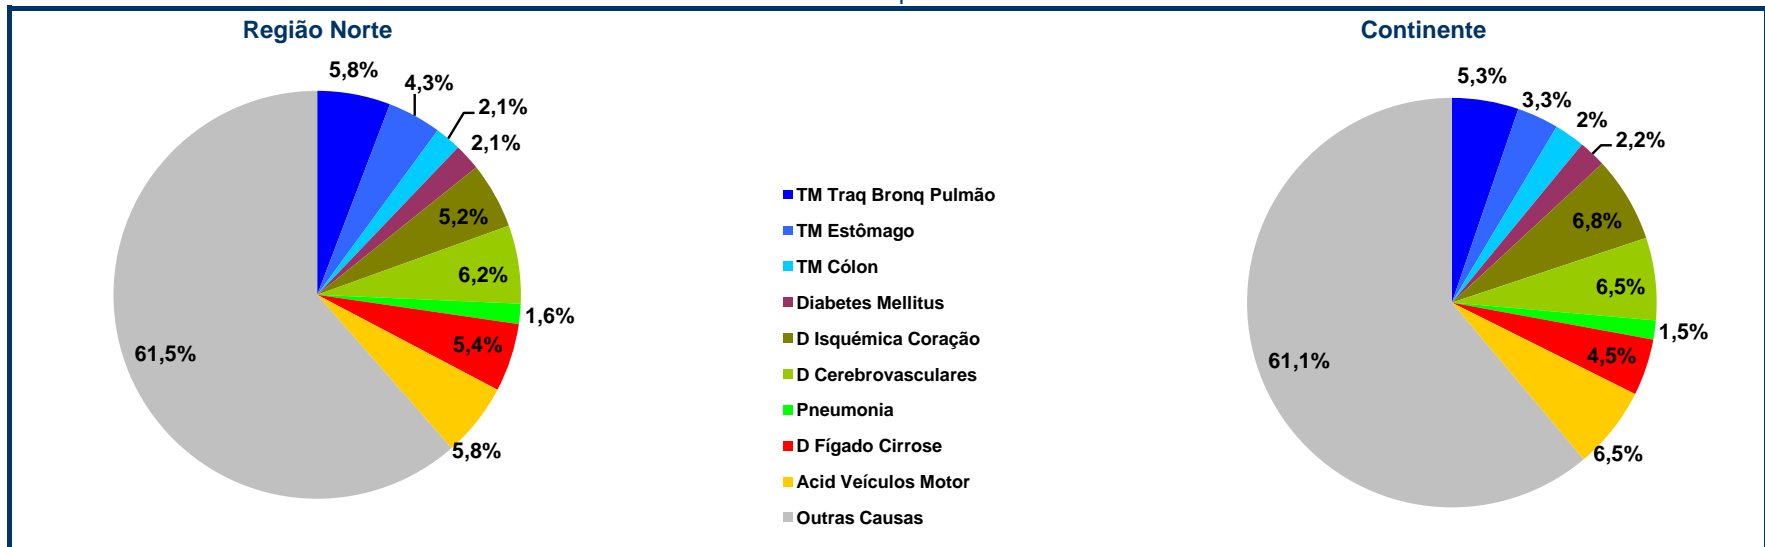 Região Norte
5,8%
4,3%
2,1%
2,1%
5,2%
6,2%
1,6%
5,4%
5,8%
61,5%
TM Traq Bronq Pulmão
TM Estômago
TM Cólon
Diabetes Mellitus
D Isquémica Coração
D Cerebrovasculares
Pneumonia
D Fígado Cirrose
Acid Veículos Motor
Outras Causas
Continente
5,3%
3,3%
2%
2,2%
6,8%
6,5%
1,5%
4,5%
6,5%
61,1%